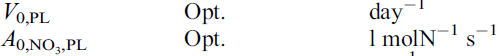 V₀,PL Opt. day⁻¹
A₀,NO₃,PL Opt. l molN⁻¹ s⁻¹